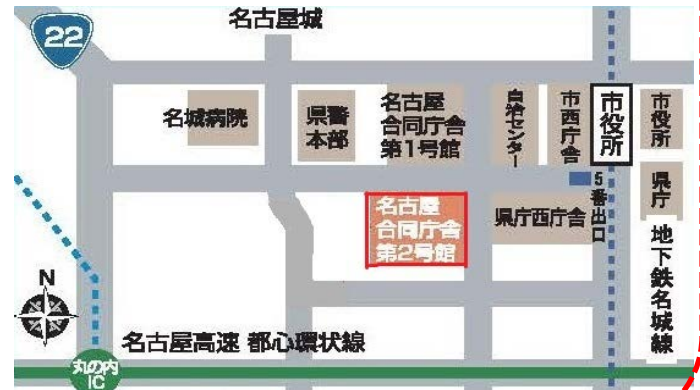 22
名古屋城
名城病院
県警
本部
名古屋
合同庁舎
第1号館
自治センター
市西庁舎
市役所
市役所
県庁
5番出口
名古屋
合同庁舎
第2号館
県庁西庁舎
地下鉄名城線
N
名古屋高速 都心環状線
丸の内
IC